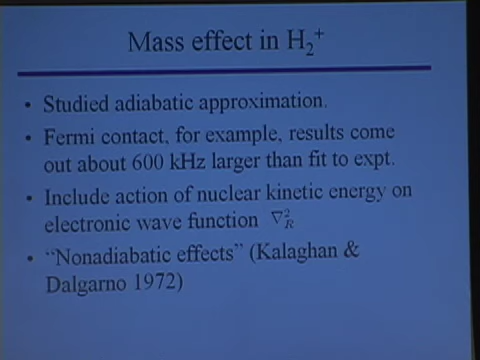 Mass effect in H₂⁺
• Studied adiabatic approximation.
• Fermi contact, for example, results come
out about 600 kHz larger than fit to expt.
• Include action of nuclear kinetic energy on
electronic wave function ∇²_R
• “Nonadiabatic effects” (Kalaghan &
Dalgarno 1972)